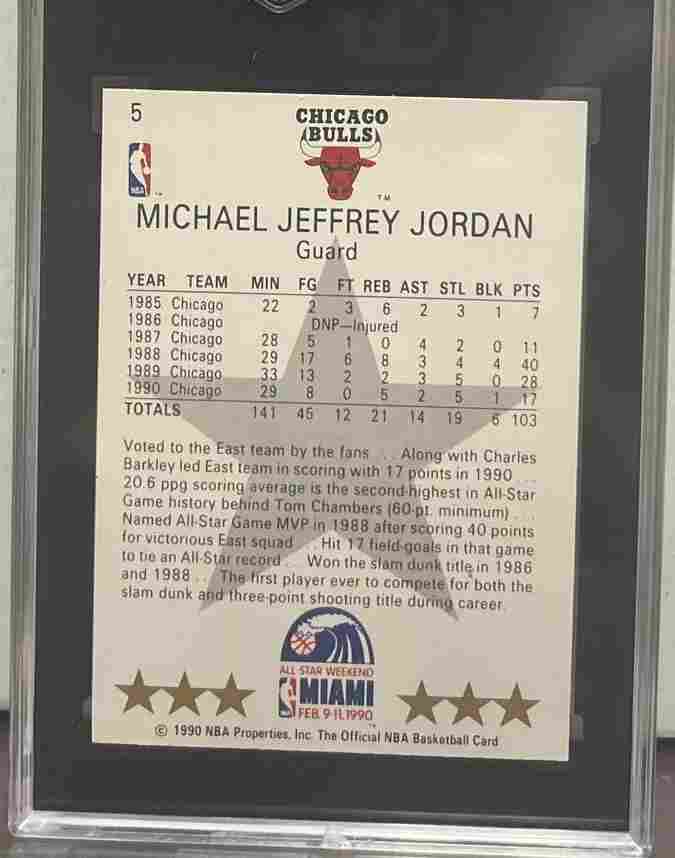 5
CHICAGO
BULLS
TM
NBA
TM
MICHAEL JEFFREY JORDAN
Guard
YEAR TEAM MIN FG FT REB AST STL BLK PTS
1985 Chicago 22 2 3 6 2 3 1 7
1986 Chicago DNP—Injured
1987 Chicago 28 5 1 0 4 2 0 11
1988 Chicago 29 17 6 8 3 4 4 40
1989 Chicago 33 13 2 2 3 5 0 28
1990 Chicago 29 8 0 5 2 5 1 17
TOTALS 141 45 12 21 14 19 6 103
Voted to the East team by the fans . . . Along with Charles
Barkley led East team in scoring with 17 points in 1990 . . .
20.6 ppg scoring average is the second-highest in All-Star
Game history behind Tom Chambers (60-pt. minimum) . . .
Named All-Star Game MVP in 1988 after scoring 40 points
for victorious East squad . . . Hit 17 field-goals in that game
to tie an All-Star record . . . Won the slam dunk title in 1986
and 1988 . . . The first player ever to compete for both the
slam dunk and three-point shooting title during career.
ALL-STAR WEEKEND
MIAMI
FEB. 9-11, 1990
© 1990 NBA Properties, Inc. The Official NBA Basketball Card